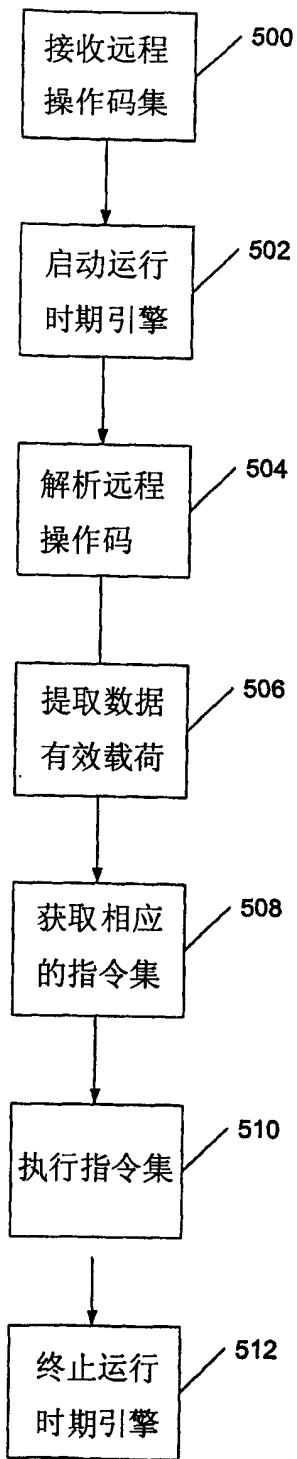 接收远程
操作码集
500
启动运行
时期引擎
502
解析远程
操作码
504
提取数据
有效载荷
506
获取相应
的指令集
508
执行指令集
510
终止运行
时期引擎
512